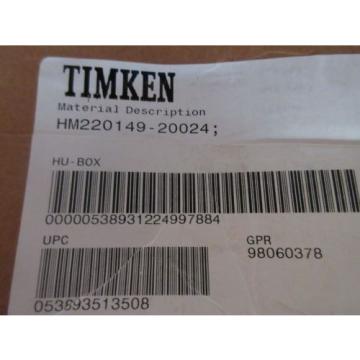 TIMKEN
Material Description
HM220149-20024;
HU-BOX
00000538931224997884
UPC
GPR
98060378
053893513508